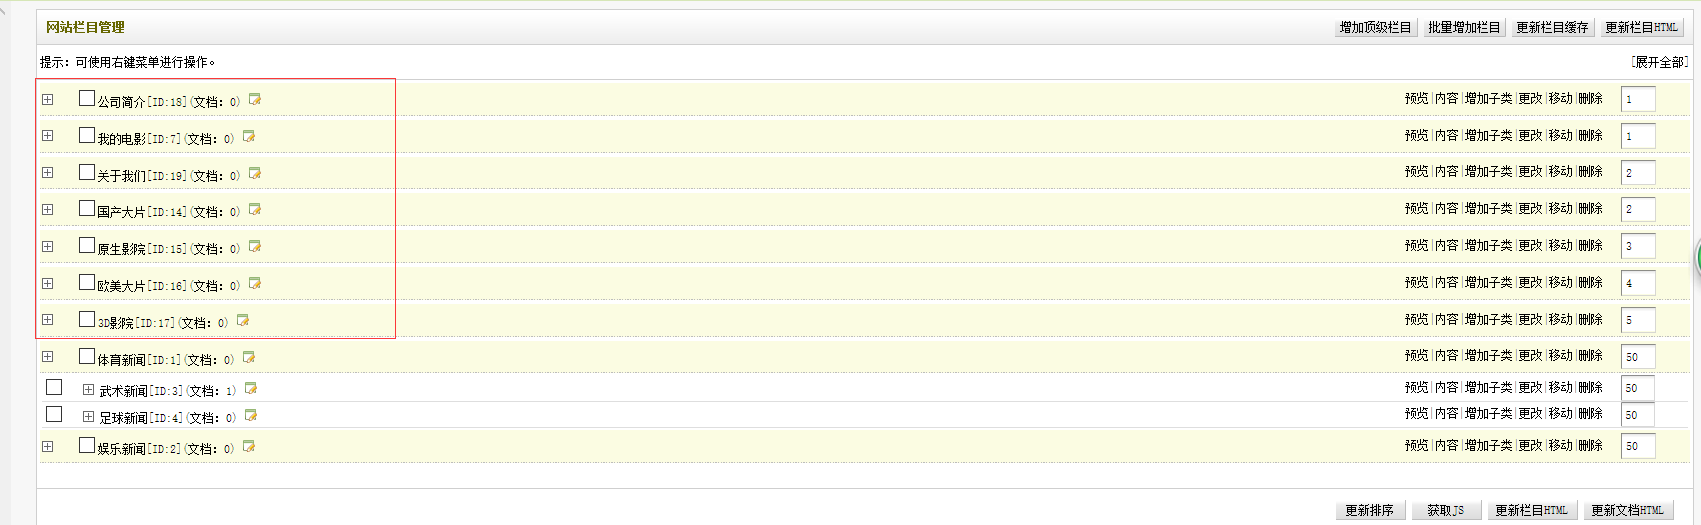 网站栏目管理 增加顶级栏目 批量增加栏目 更新栏目缓存 更新栏目HTML
提示：可使用右键菜单进行操作。 [展开全部]
公司简介[ID:18](文档：0) 预览|内容|增加子类|更改|移动|删除 1
我的电影[ID:7](文档：0) 预览|内容|增加子类|更改|移动|删除 1
关于我们[ID:19](文档：0) 预览|内容|增加子类|更改|移动|删除 2
国产大片[ID:14](文档：0) 预览|内容|增加子类|更改|移动|删除 2
原生影院[ID:15](文档：0) 预览|内容|增加子类|更改|移动|删除 3
欧美大片[ID:16](文档：0) 预览|内容|增加子类|更改|移动|删除 4
3D影院[ID:17](文档：0) 预览|内容|增加子类|更改|移动|删除 5
体育新闻[ID:1](文档：0) 预览|内容|增加子类|更改|移动|删除 50
武术新闻[ID:3](文档：1) 预览|内容|增加子类|更改|移动|删除 50
足球新闻[ID:4](文档：0) 预览|内容|增加子类|更改|移动|删除 50
娱乐新闻[ID:2](文档：0) 预览|内容|增加子类|更改|移动|删除 50
更新排序 获取JS 更新栏目HTML 更新文档HTML